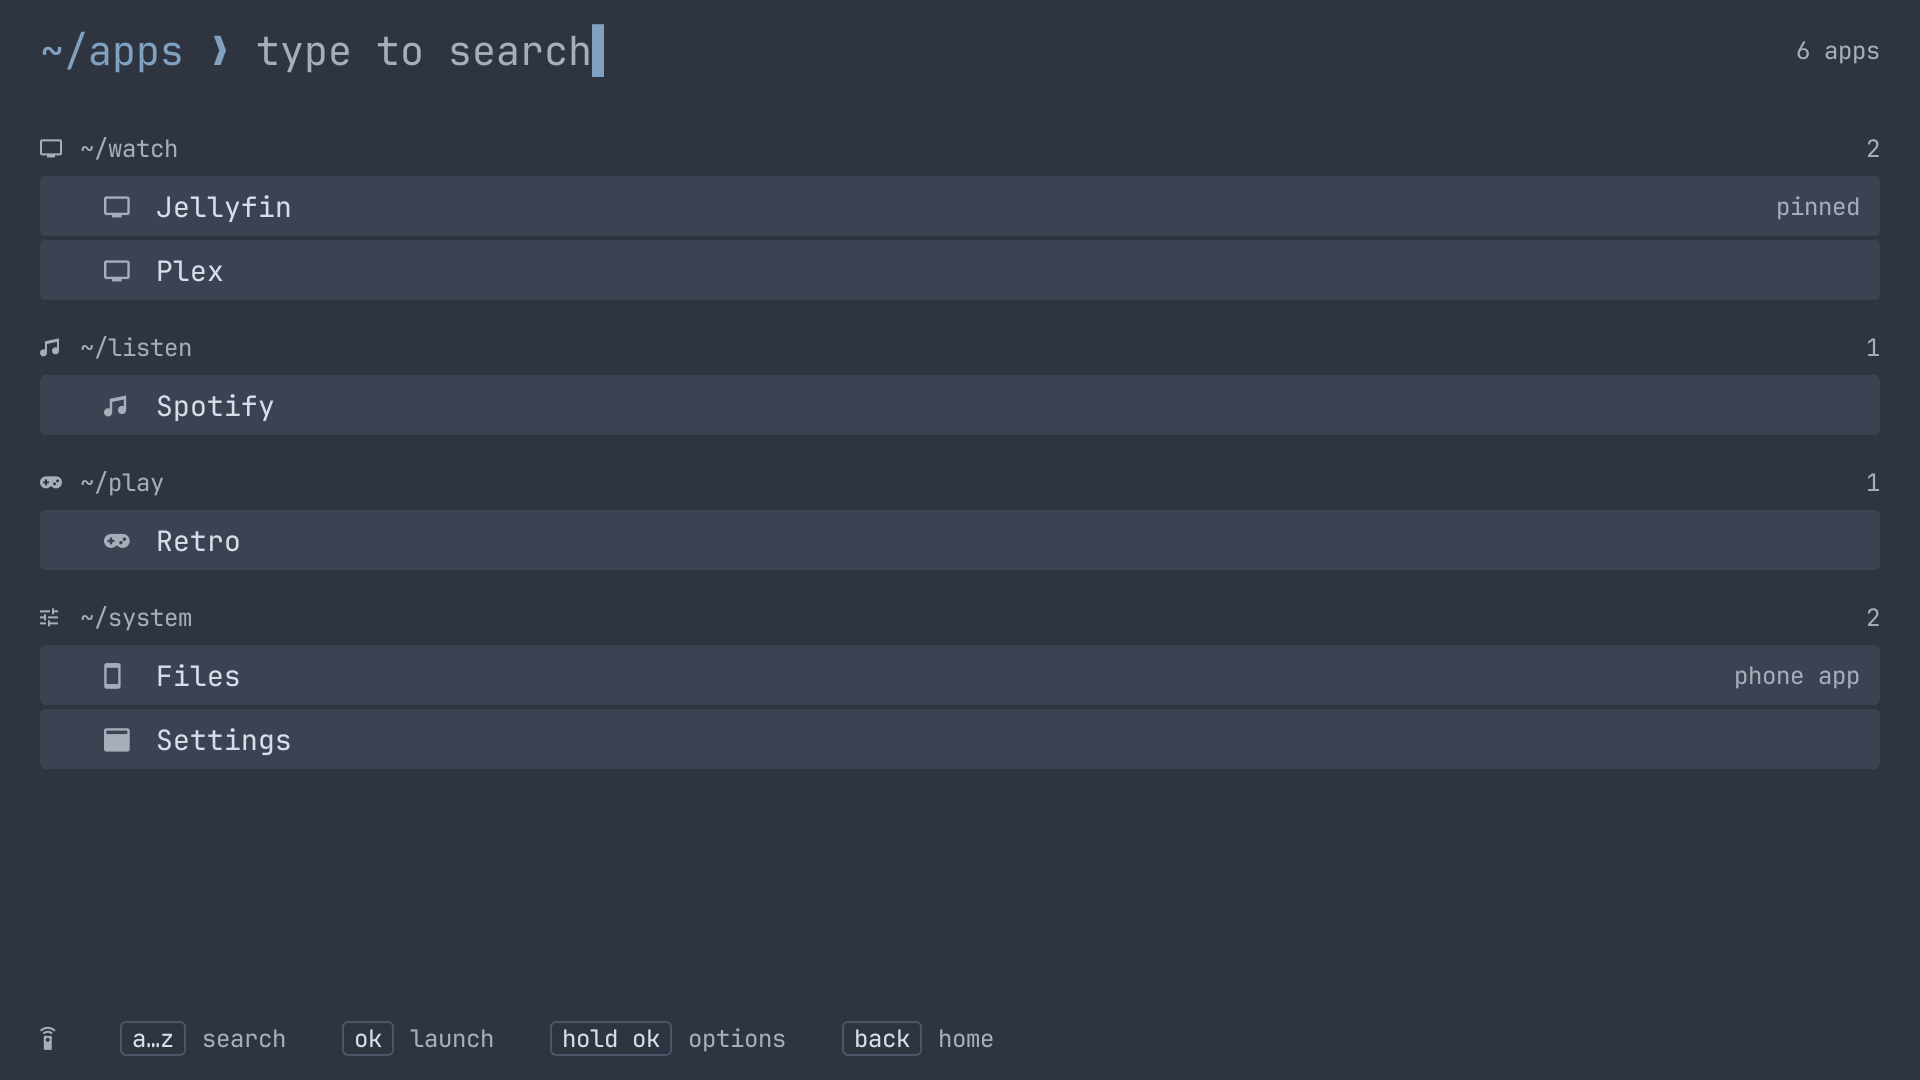 ~/apps ❯ type to search
6 apps
~/watch 2
Jellyfin pinned
Plex
~/listen 1
Spotify
~/play 1
Retro
~/system 2
Files phone app
Settings
a…z search ok launch hold ok options back home